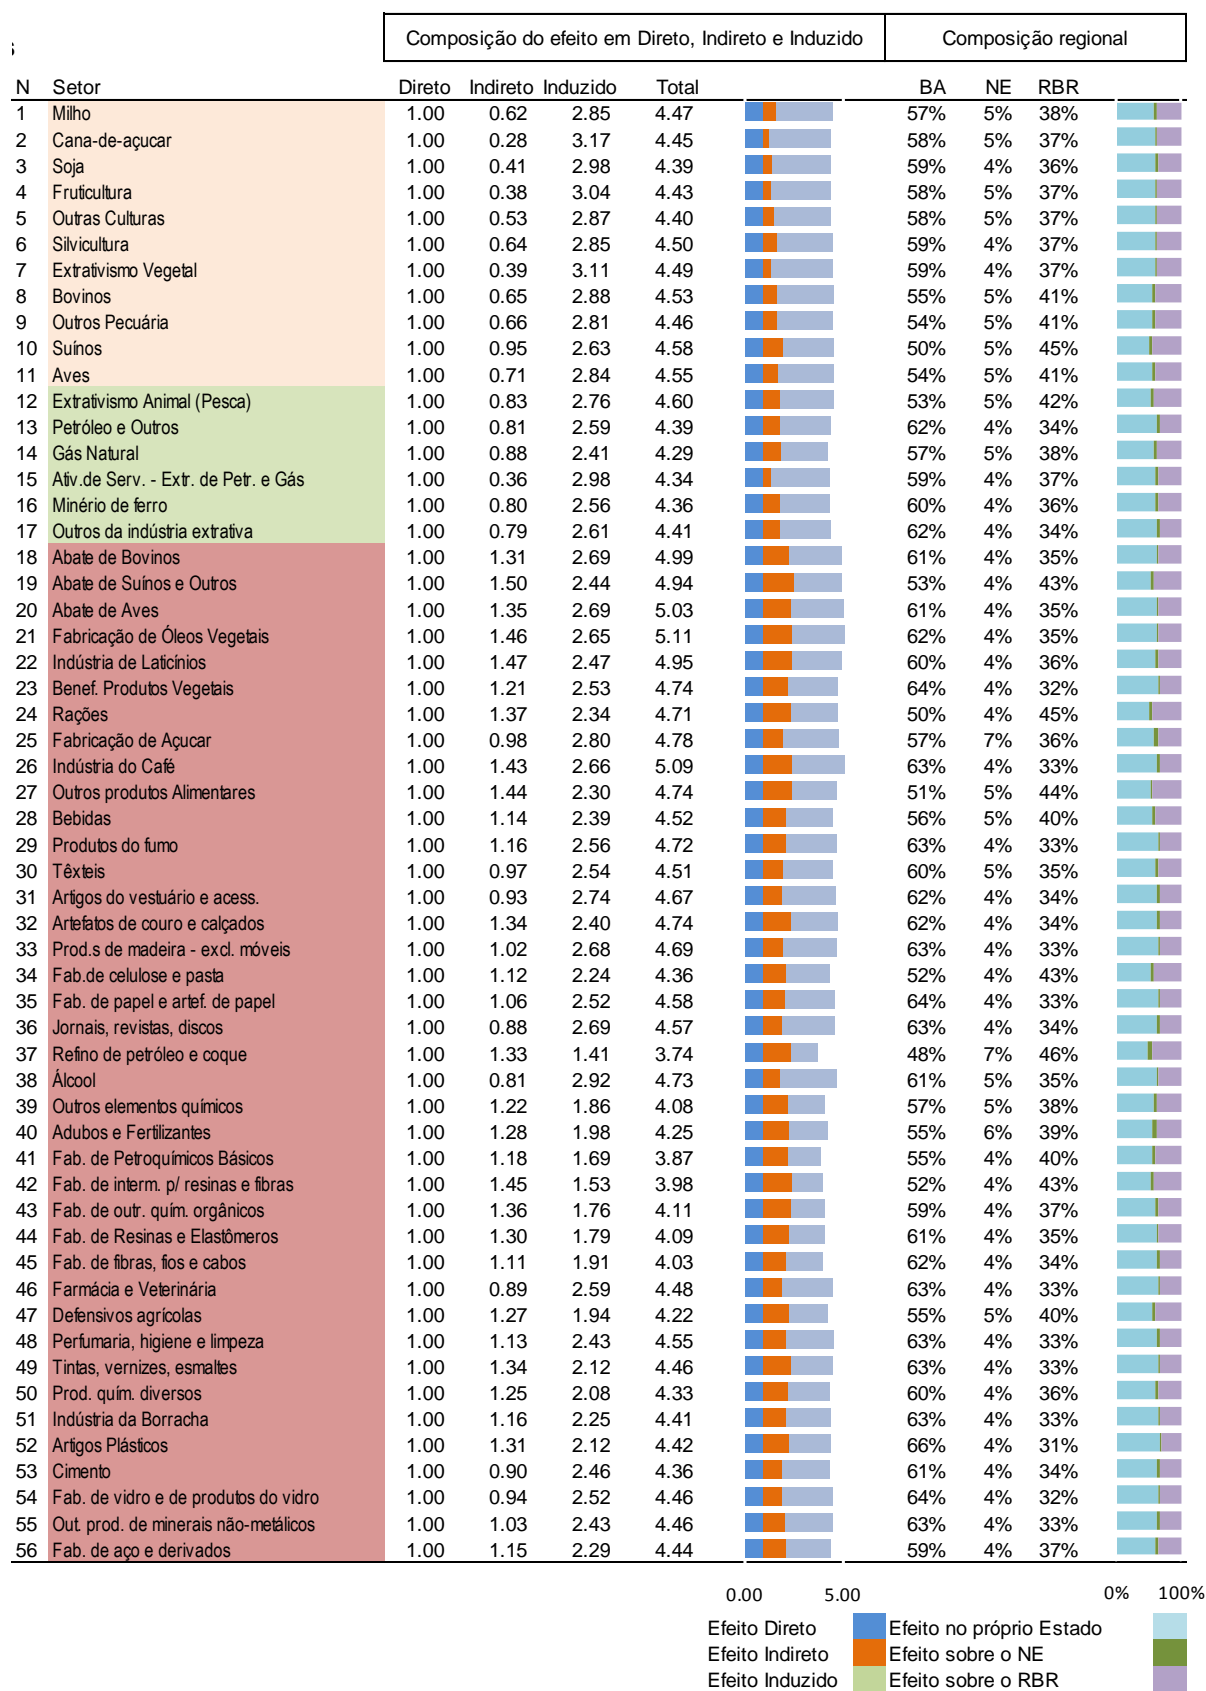 Composição do efeito em Direto, Indireto e Induzido Composição regional
N Setor Direto Indireto Induzido Total BA NE RBR
1 Milho 1.00 0.62 2.85 4.47 57% 5% 38%
2 Cana-de-açucar 1.00 0.28 3.17 4.45 58% 5% 37%
3 Soja 1.00 0.41 2.98 4.39 59% 4% 36%
4 Fruticultura 1.00 0.38 3.04 4.43 58% 5% 37%
5 Outras Culturas 1.00 0.53 2.87 4.40 58% 5% 37%
6 Silvicultura 1.00 0.64 2.85 4.50 59% 4% 37%
7 Extrativismo Vegetal 1.00 0.39 3.11 4.49 59% 4% 37%
8 Bovinos 1.00 0.65 2.88 4.53 55% 5% 41%
9 Outros Pecuária 1.00 0.66 2.81 4.46 54% 5% 41%
10 Suínos 1.00 0.95 2.63 4.58 50% 5% 45%
11 Aves 1.00 0.71 2.84 4.55 54% 5% 41%
12 Extrativismo Animal (Pesca) 1.00 0.83 2.76 4.60 53% 5% 42%
13 Petróleo e Outros 1.00 0.81 2.59 4.39 62% 4% 34%
14 Gás Natural 1.00 0.88 2.41 4.29 57% 5% 38%
15 Ativ.de Serv. - Extr. de Petr. e Gás 1.00 0.36 2.98 4.34 59% 4% 37%
16 Minério de ferro 1.00 0.80 2.56 4.36 60% 4% 36%
17 Outros da indústria extrativa 1.00 0.79 2.61 4.41 62% 4% 34%
18 Abate de Bovinos 1.00 1.31 2.69 4.99 61% 4% 35%
19 Abate de Suínos e Outros 1.00 1.50 2.44 4.94 53% 4% 43%
20 Abate de Aves 1.00 1.35 2.69 5.03 61% 4% 35%
21 Fabricação de Óleos Vegetais 1.00 1.46 2.65 5.11 62% 4% 35%
22 Indústria de Laticínios 1.00 1.47 2.47 4.95 60% 4% 36%
23 Benef. Produtos Vegetais 1.00 1.21 2.53 4.74 64% 4% 32%
24 Rações 1.00 1.37 2.34 4.71 50% 4% 45%
25 Fabricação de Açucar 1.00 0.98 2.80 4.78 57% 7% 36%
26 Indústria do Café 1.00 1.43 2.66 5.09 63% 4% 33%
27 Outros produtos Alimentares 1.00 1.44 2.30 4.74 51% 5% 44%
28 Bebidas 1.00 1.14 2.39 4.52 56% 5% 40%
29 Produtos do fumo 1.00 1.16 2.56 4.72 63% 4% 33%
30 Têxteis 1.00 0.97 2.54 4.51 60% 5% 35%
31 Artigos do vestuário e acess. 1.00 0.93 2.74 4.67 62% 4% 34%
32 Artefatos de couro e calçados 1.00 1.34 2.40 4.74 62% 4% 34%
33 Prod.s de madeira - excl. móveis 1.00 1.02 2.68 4.69 63% 4% 33%
34 Fab.de celulose e pasta 1.00 1.12 2.24 4.36 52% 4% 43%
35 Fab. de papel e artef. de papel 1.00 1.06 2.52 4.58 64% 4% 33%
36 Jornais, revistas, discos 1.00 0.88 2.69 4.57 63% 4% 34%
37 Refino de petróleo e coque 1.00 1.33 1.41 3.74 48% 7% 46%
38 Álcool 1.00 0.81 2.92 4.73 61% 5% 35%
39 Outros elementos químicos 1.00 1.22 1.86 4.08 57% 5% 38%
40 Adubos e Fertilizantes 1.00 1.28 1.98 4.25 55% 6% 39%
41 Fab. de Petroquímicos Básicos 1.00 1.18 1.69 3.87 55% 4% 40%
42 Fab. de interm. p/ resinas e fibras 1.00 1.45 1.53 3.98 52% 4% 43%
43 Fab. de outr. quím. orgânicos 1.00 1.36 1.76 4.11 59% 4% 37%
44 Fab. de Resinas e Elastômeros 1.00 1.30 1.79 4.09 61% 4% 35%
45 Fab. de fibras, fios e cabos 1.00 1.11 1.91 4.03 62% 4% 34%
46 Farmácia e Veterinária 1.00 0.89 2.59 4.48 63% 4% 33%
47 Defensivos agrícolas 1.00 1.27 1.94 4.22 55% 5% 40%
48 Perfumaria, higiene e limpeza 1.00 1.13 2.43 4.55 63% 4% 33%
49 Tintas, vernizes, esmaltes 1.00 1.34 2.12 4.46 63% 4% 33%
50 Prod. quím. diversos 1.00 1.25 2.08 4.33 60% 4% 36%
51 Indústria da Borracha 1.00 1.16 2.25 4.41 63% 4% 33%
52 Artigos Plásticos 1.00 1.31 2.12 4.42 66% 4% 31%
53 Cimento 1.00 0.90 2.46 4.36 61% 4% 34%
54 Fab. de vidro e de produtos do vidro 1.00 0.94 2.52 4.46 64% 4% 32%
55 Out. prod. de minerais não-metálicos 1.00 1.03 2.43 4.46 63% 4% 33%
56 Fab. de aço e derivados 1.00 1.15 2.29 4.44 59% 4% 37%
0.00 5.00 0% 100%
Efeito Direto Efeito no próprio Estado
Efeito Indireto Efeito sobre o NE
Efeito Induzido Efeito sobre o RBR